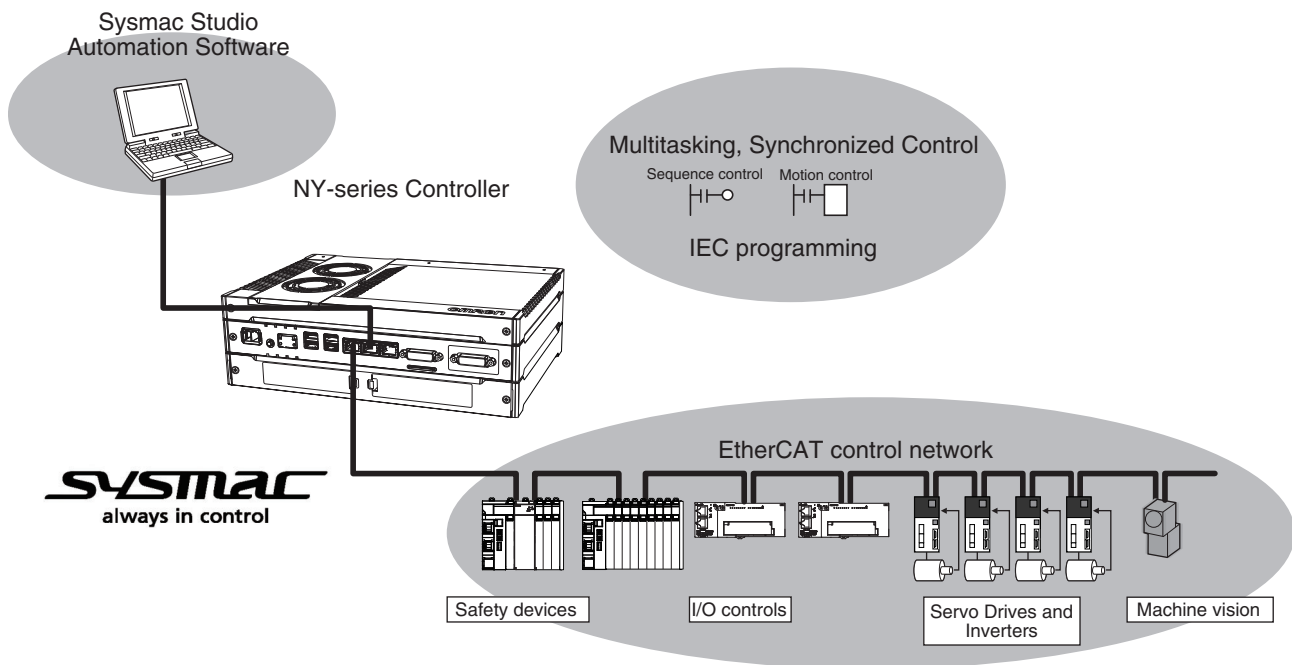 Sysmac Studio
Automation Software
NY-series Controller
Multitasking, Synchronized Control
Sequence control
Motion control
IEC programming
omron
EtherCAT control network
sysmac
always in control
Safety devices
I/O controls
Servo Drives and
Inverters
Machine vision